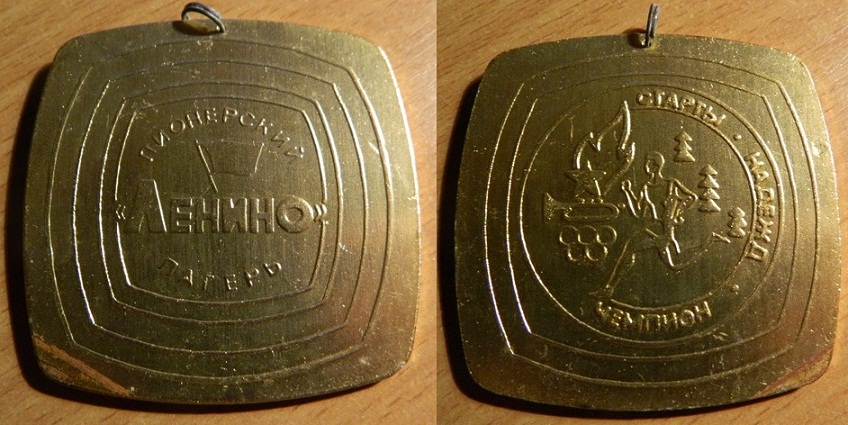 ПИОНЕРСКИЙ
«ЛЕНИНО»
ЛАГЕРЬ
СТАРТЫ · НАДЕЖД ·
ЧЕМПИОН